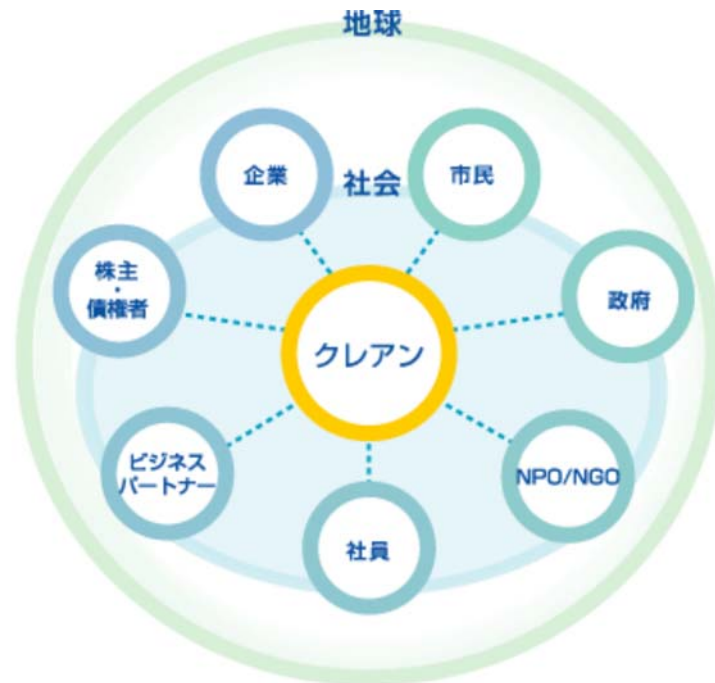 地球
企業
社会
市民
株主
・
債権者
政府
クレアン
ビジネス
パートナー
NPO/NGO
社員